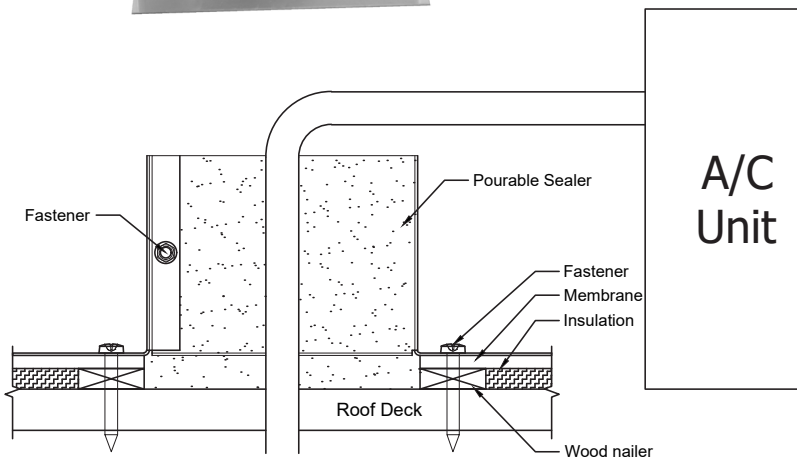 A/C
Unit
Pourable Sealer
Fastener
Fastener
Membrane
Insulation
Roof Deck
Wood nailer